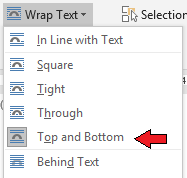 Wrap Text Selection
In Line with Text
Square
Tight
Through
Top and Bottom
Behind Text